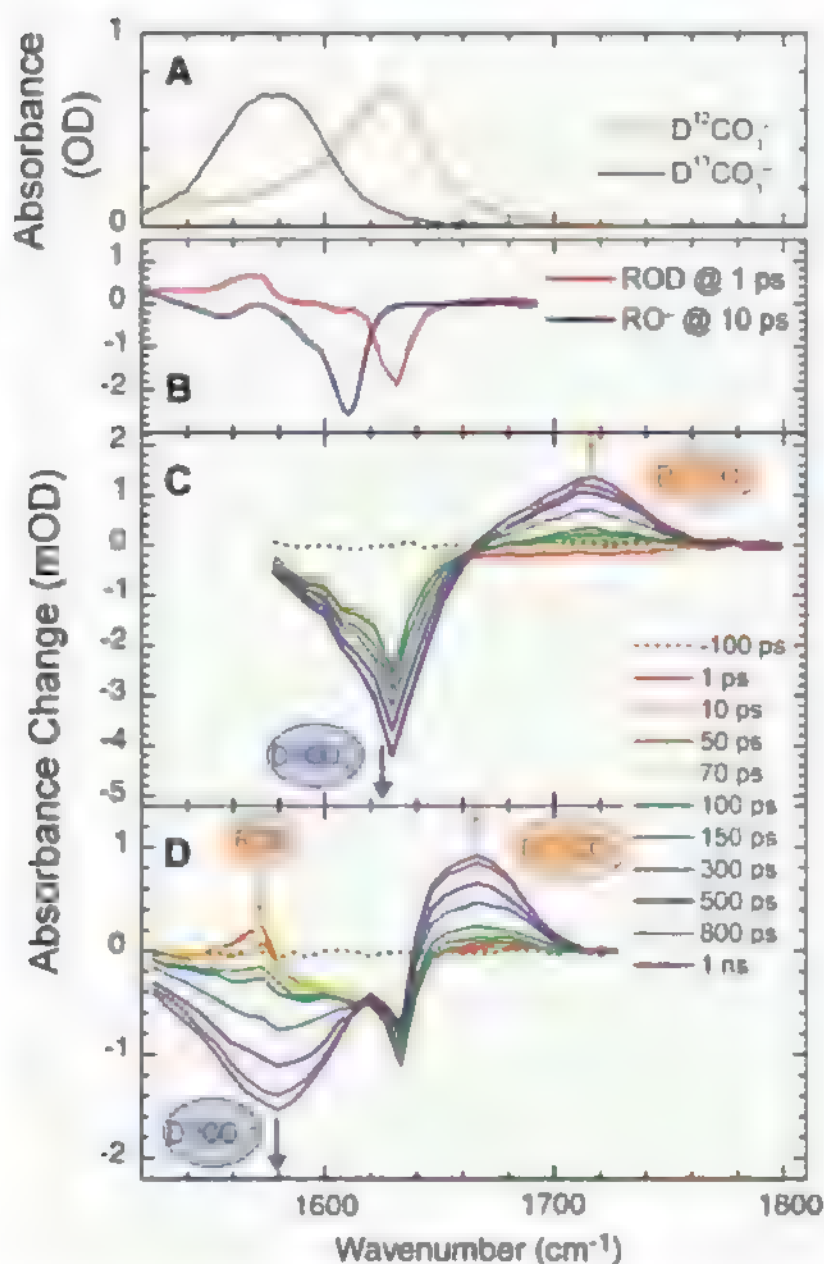 Absorbance
(OD)
1
0
A
1
0
-1
-2
B
ROD @ 1 ps
RO⁻ @ 10 ps
Absorbance Change (mOD)
2
1
0
-1
-2
-3
-4
-5
C
-100 ps
1 ps
10 ps
50 ps
70 ps
100 ps
150 ps
300 ps
500 ps
800 ps
1 ns
1
0
-1
-2
D
1600
1700
1800
Wavenumber (cm⁻¹)